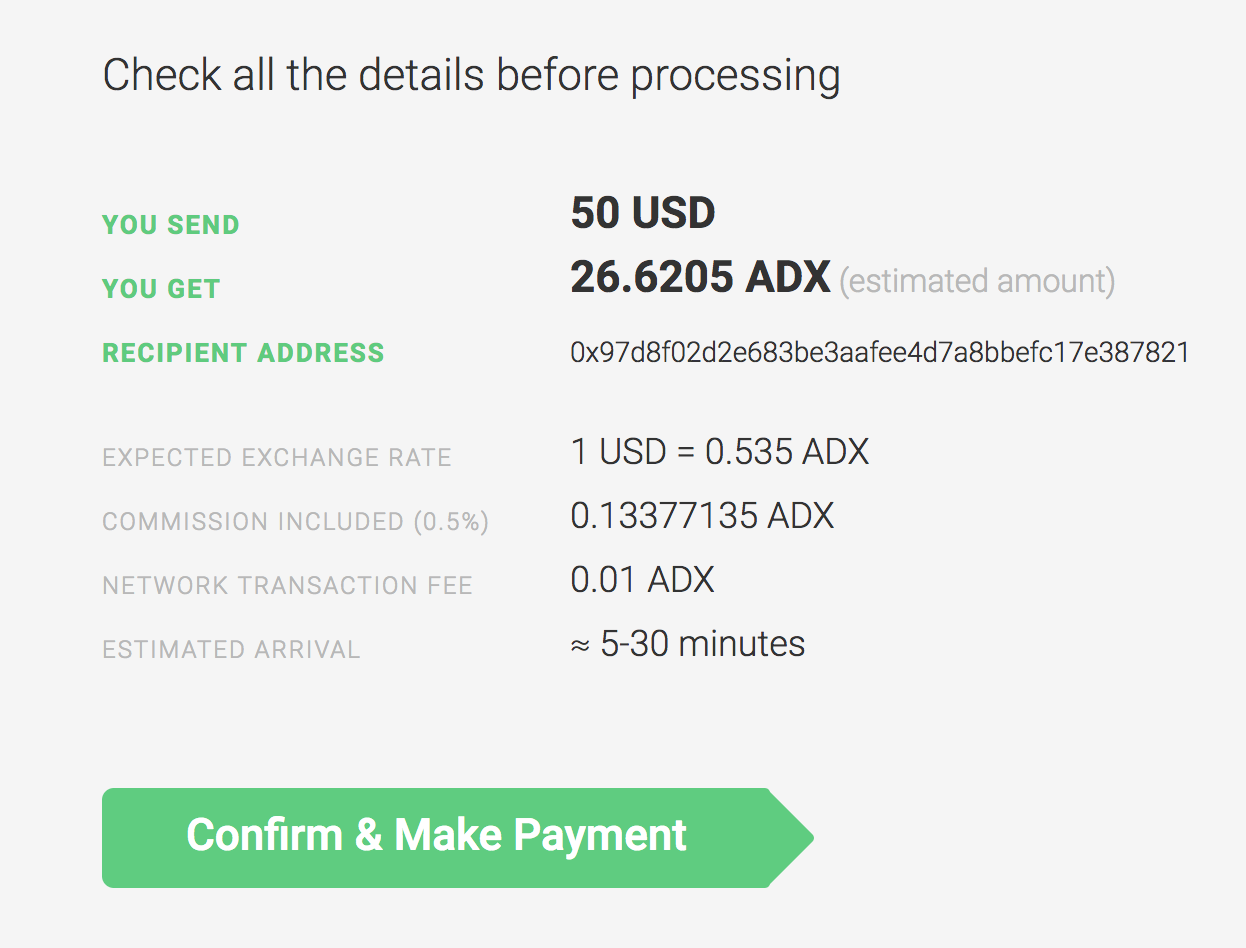 Check all the details before processing
YOU SEND 50 USD
YOU GET 26.6205 ADX (estimated amount)
RECIPIENT ADDRESS 0x97d8f02d2e683be3aafee4d7a8bbefc17e387821
EXPECTED EXCHANGE RATE 1 USD = 0.535 ADX
COMMISSION INCLUDED (0.5%) 0.13377135 ADX
NETWORK TRANSACTION FEE 0.01 ADX
ESTIMATED ARRIVAL ≈ 5-30 minutes
Confirm & Make Payment